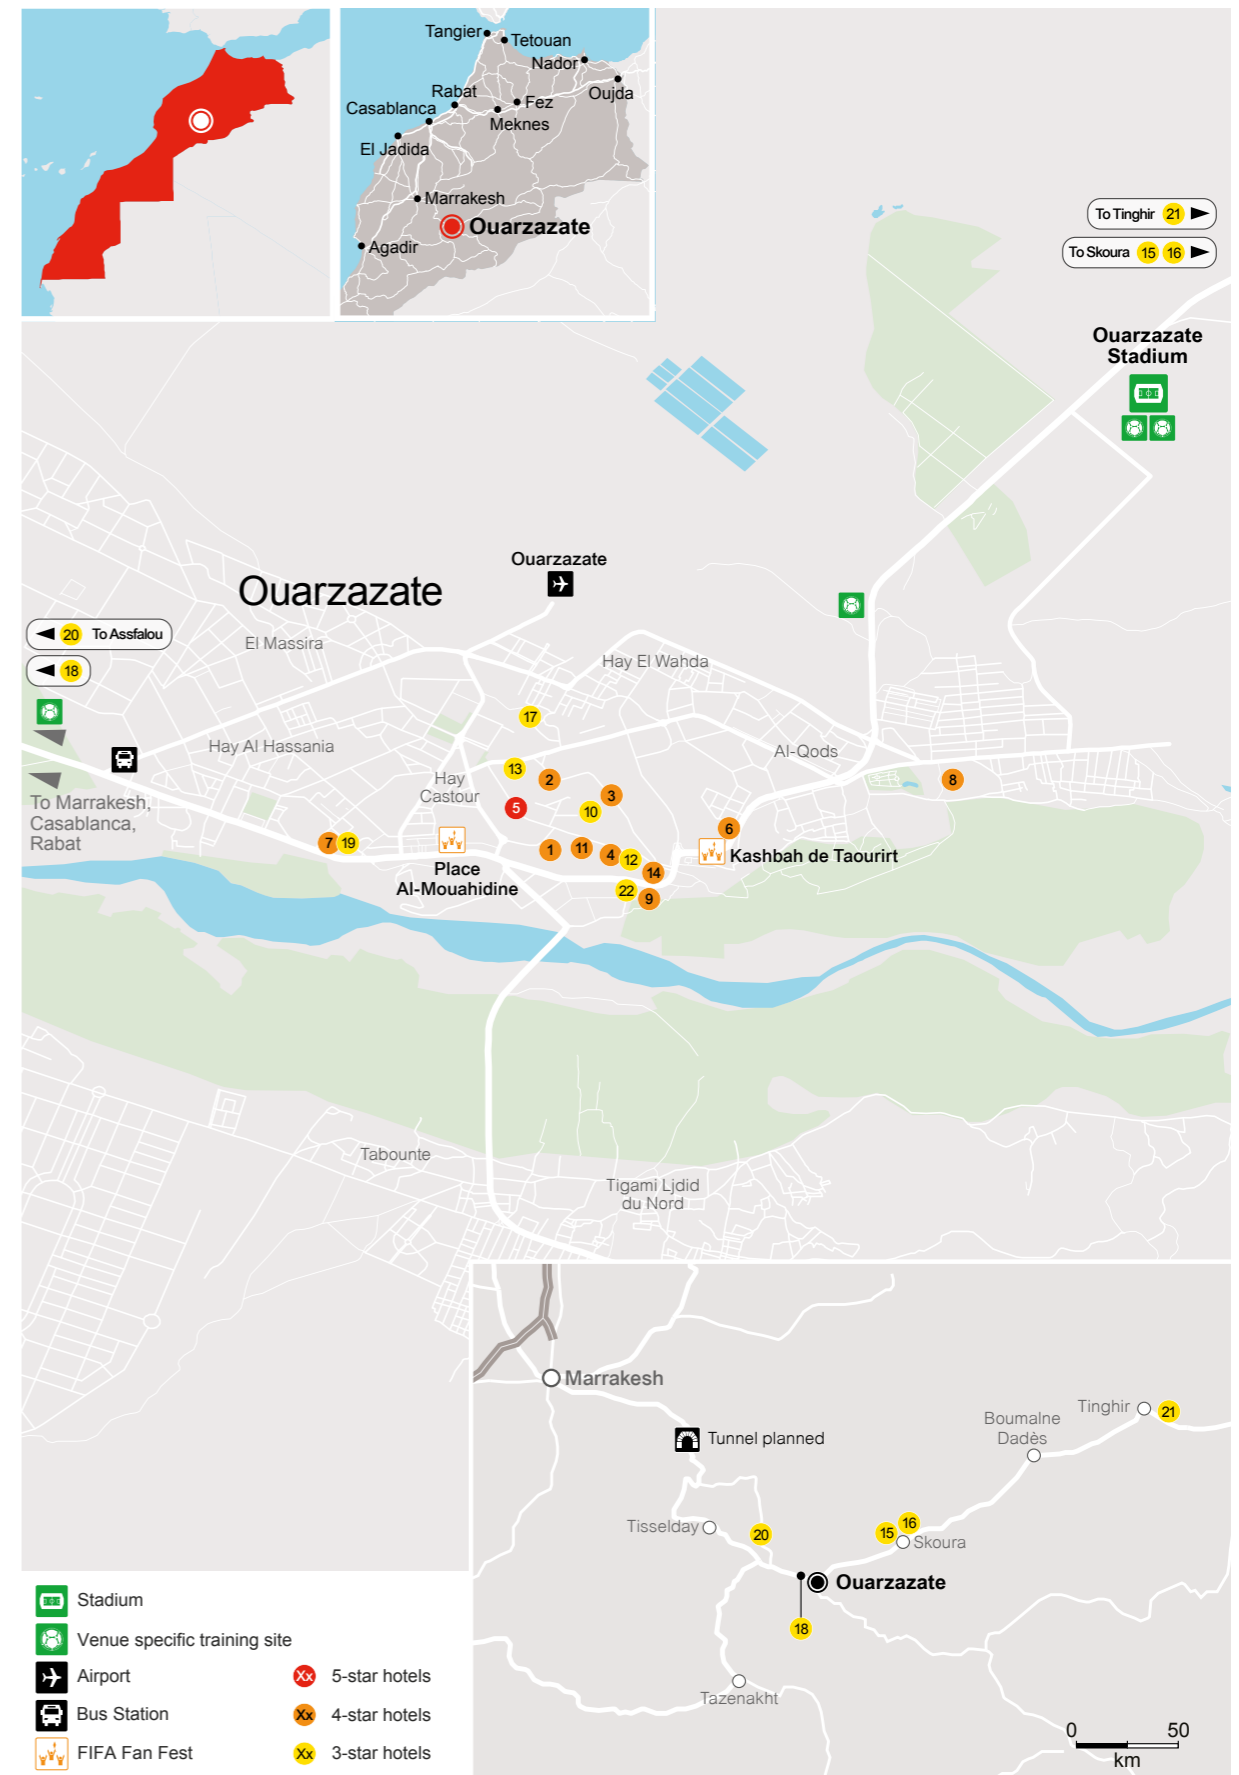 Tangier
Tetouan
Nador
Oujda
Rabat
Fez
Casablanca
Meknes
El Jadida
Marrakesh
Ouarzazate
Agadir
To Tinghir 21
To Skoura 15 16
Ouarzazate
Stadium
Ouarzazate
Ouarzazate
20 To Assfalou
18
El Massira
Hay El Wahda
17
Hay Al Hassania
Al-Qods
13
2
8
Hay
Castour
3
5
10
To Marrakesh,
Casablanca,
Rabat
6
7 19
1
11
4
12
Kashbah de Taourirt
Place
Al-Mouahidine
14
22
9
Tabounte
Tigami Ljdid
du Nord
Marrakesh
Tunnel planned
Tinghir
21
Boumalne
Dadès
Tisselday
20
15
16
Skoura
Ouarzazate
18
Tazenakht
0 50
km
Stadium
Venue specific training site
Airport
Xx 5-star hotels
Bus Station
Xx 4-star hotels
FIFA Fan Fest
Xx 3-star hotels